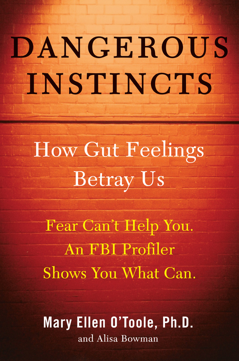 DANGEROUS
INSTINCTS
How Gut Feelings
Betray Us
Fear Can't Help You.
An FBI Profiler
Shows You What Can.
Mary Ellen O'Toole, Ph.D.
and Alisa Bowman